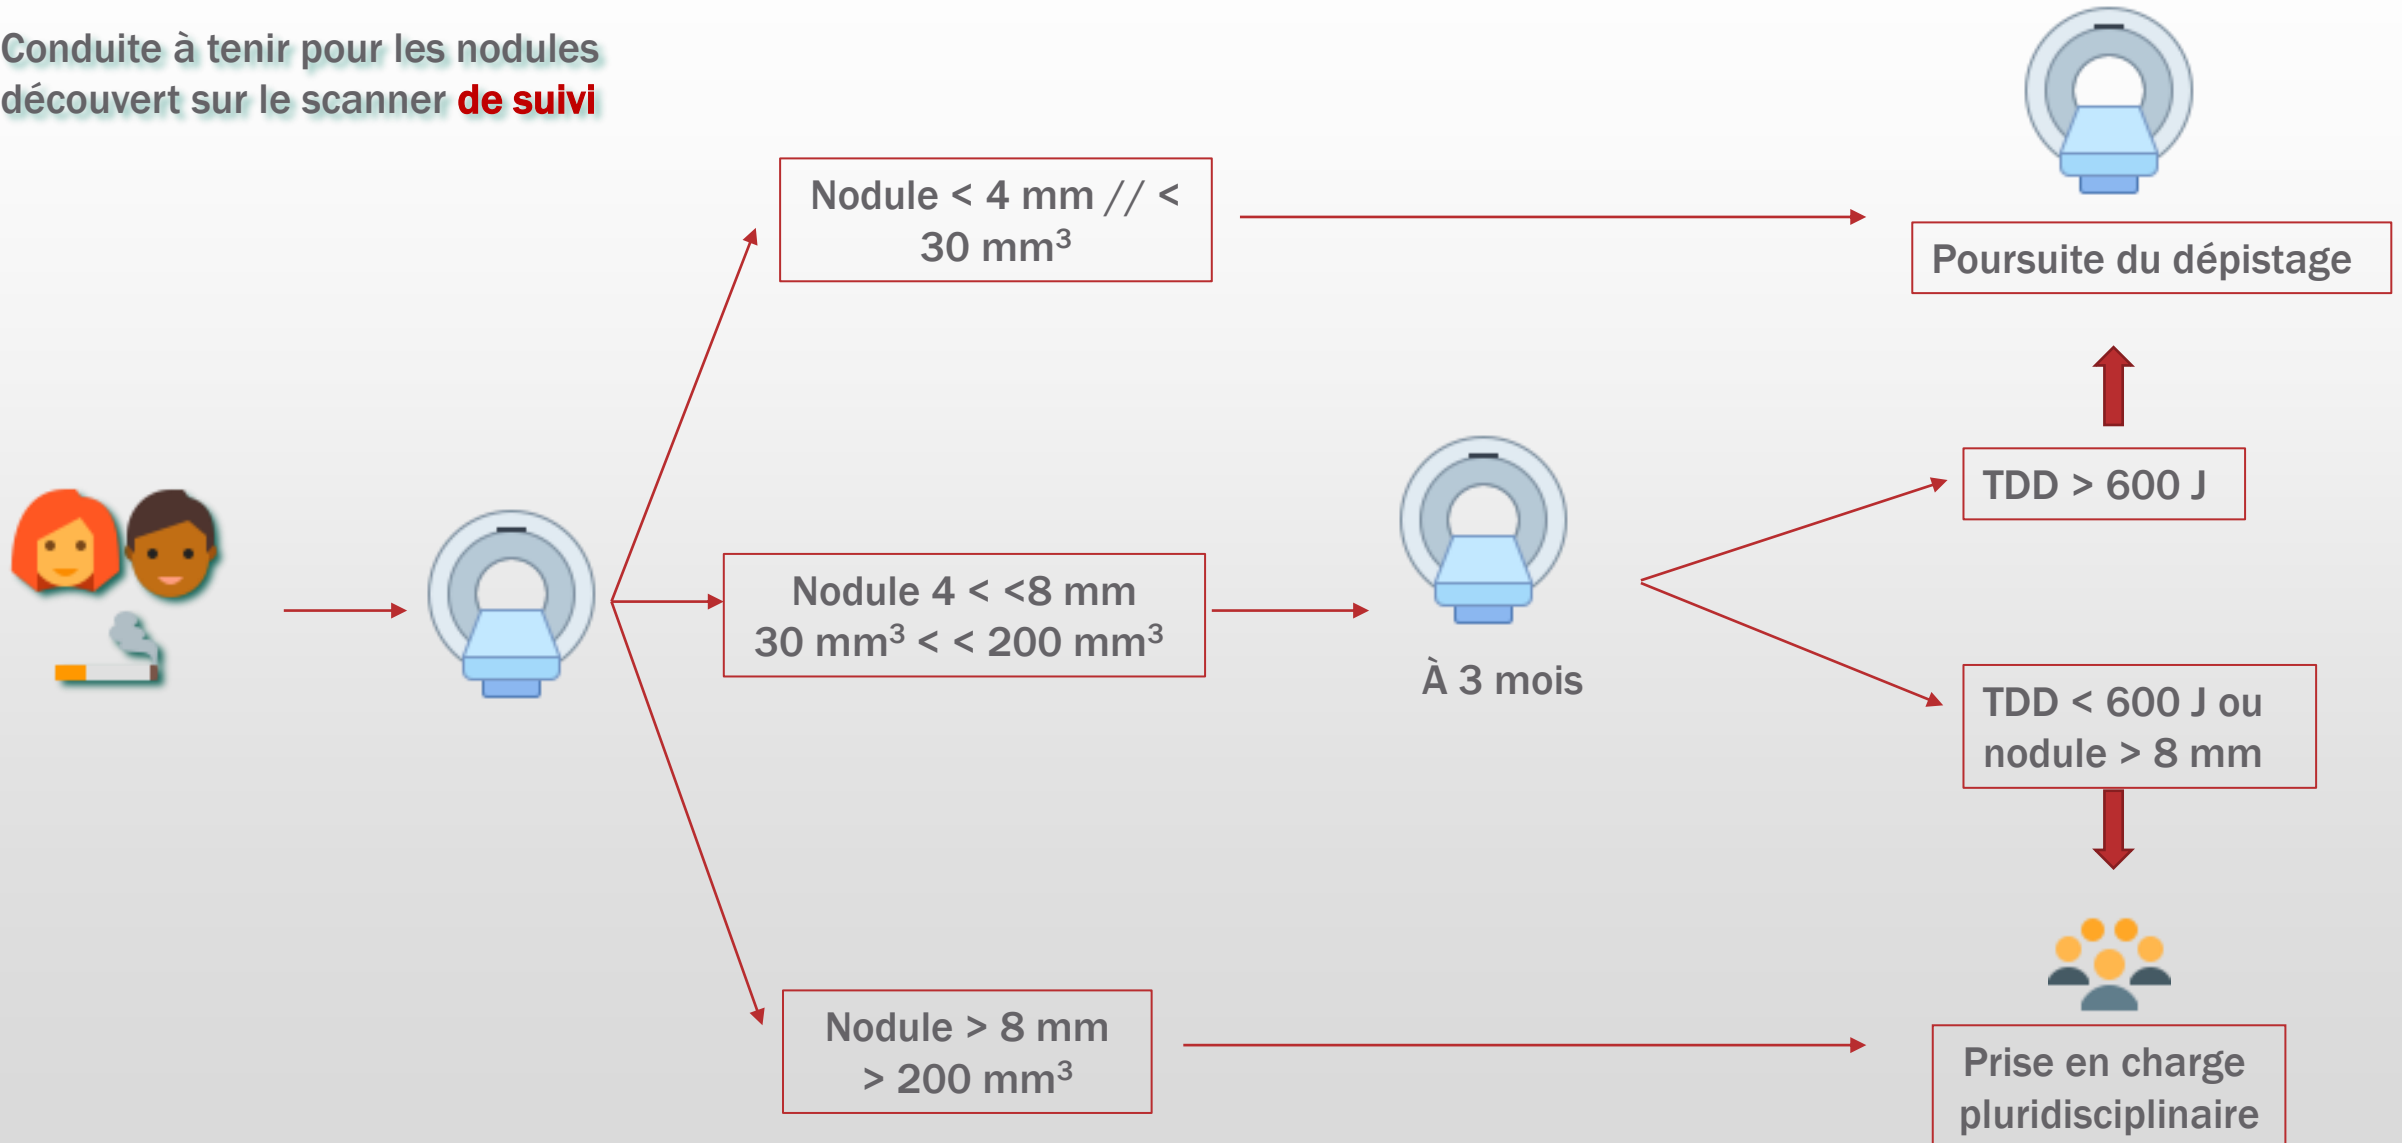 Conduite à tenir pour les nodules
découvert sur le scanner de suivi
Nodule < 4 mm // <
30 mm³
Poursuite du dépistage
Nodule 4 < <8 mm
30 mm³ < < 200 mm³
À 3 mois
TDD > 600 J
TDD < 600 J ou
nodule > 8 mm
Nodule > 8 mm
> 200 mm³
Prise en charge
pluridisciplinaire